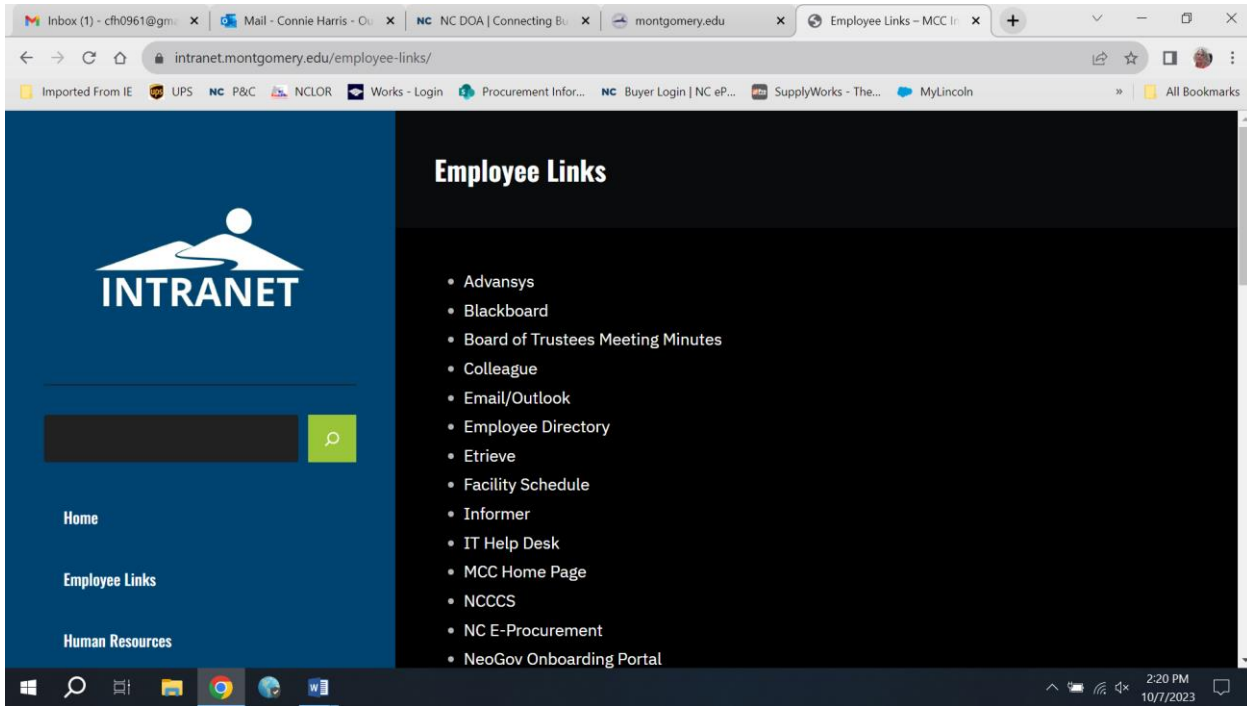 Inbox (1) - cfh0961@gm
Mail - Connie Harris - Ou
NC NC DOA | Connecting Bu
montgomery.edu
Employee Links – MCC In
intranet.montgomery.edu/employee-links/
Imported From IE
UPS
NC P&C
NCLOR
Works - Login
Procurement Infor...
NC Buyer Login | NC eP...
SupplyWorks - The...
MyLincoln
»
All Bookmarks
INTRANET
Home
Employee Links
Human Resources
Employee Links
• Advansys
• Blackboard
• Board of Trustees Meeting Minutes
• Colleague
• Email/Outlook
• Employee Directory
• Etrieve
• Facility Schedule
• Informer
• IT Help Desk
• MCC Home Page
• NCCCS
• NC E-Procurement
• NeoGov Onboarding Portal
2:20 PM
10/7/2023